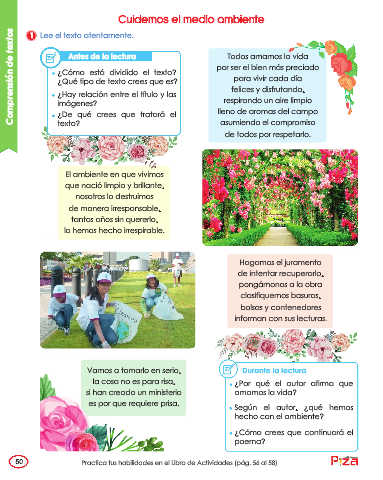 Cuidemos el medio ambiente
Comprensión de textos
1 Lee el texto atentamente.
Antes de la lectura
• ¿Cómo está dividido el texto?
¿Qué tipo de texto crees que es?
• ¿Hay relación entre el título y las
imágenes?
• ¿De qué crees que tratará el
texto?
Todos amamos la vida
por ser el bien más preciado
para vivir cada día
felices y disfrutando,
respirando un aire limpio
lleno de aromas del campo
asumiendo el compromiso
de todos por respetarlo.
El ambiente en que vivimos
que nació limpio y brillante,
nosotros lo destruimos
de manera irresponsable,
tantos años sin quererlo,
lo hemos hecho irrespirable.
Hagamos el juramento
de intentar recuperarlo,
pongámonos a la obra
clasifiquemos basuras,
bolsas y contenedores
informan con sus lecturas.
Vamos a tomarlo en serio,
la cosa no es para risa,
si han creado un ministerio
es por que requiere prisa.
Durante la lectura
• ¿Por qué el autor afirma que
amamos la vida?
• Según el autor, ¿qué hemos
hecho con el ambiente?
• ¿Cómo crees que continuará el
poema?
50
Practica tus habilidades en el Libro de Actividades (pág. 56 al 58)